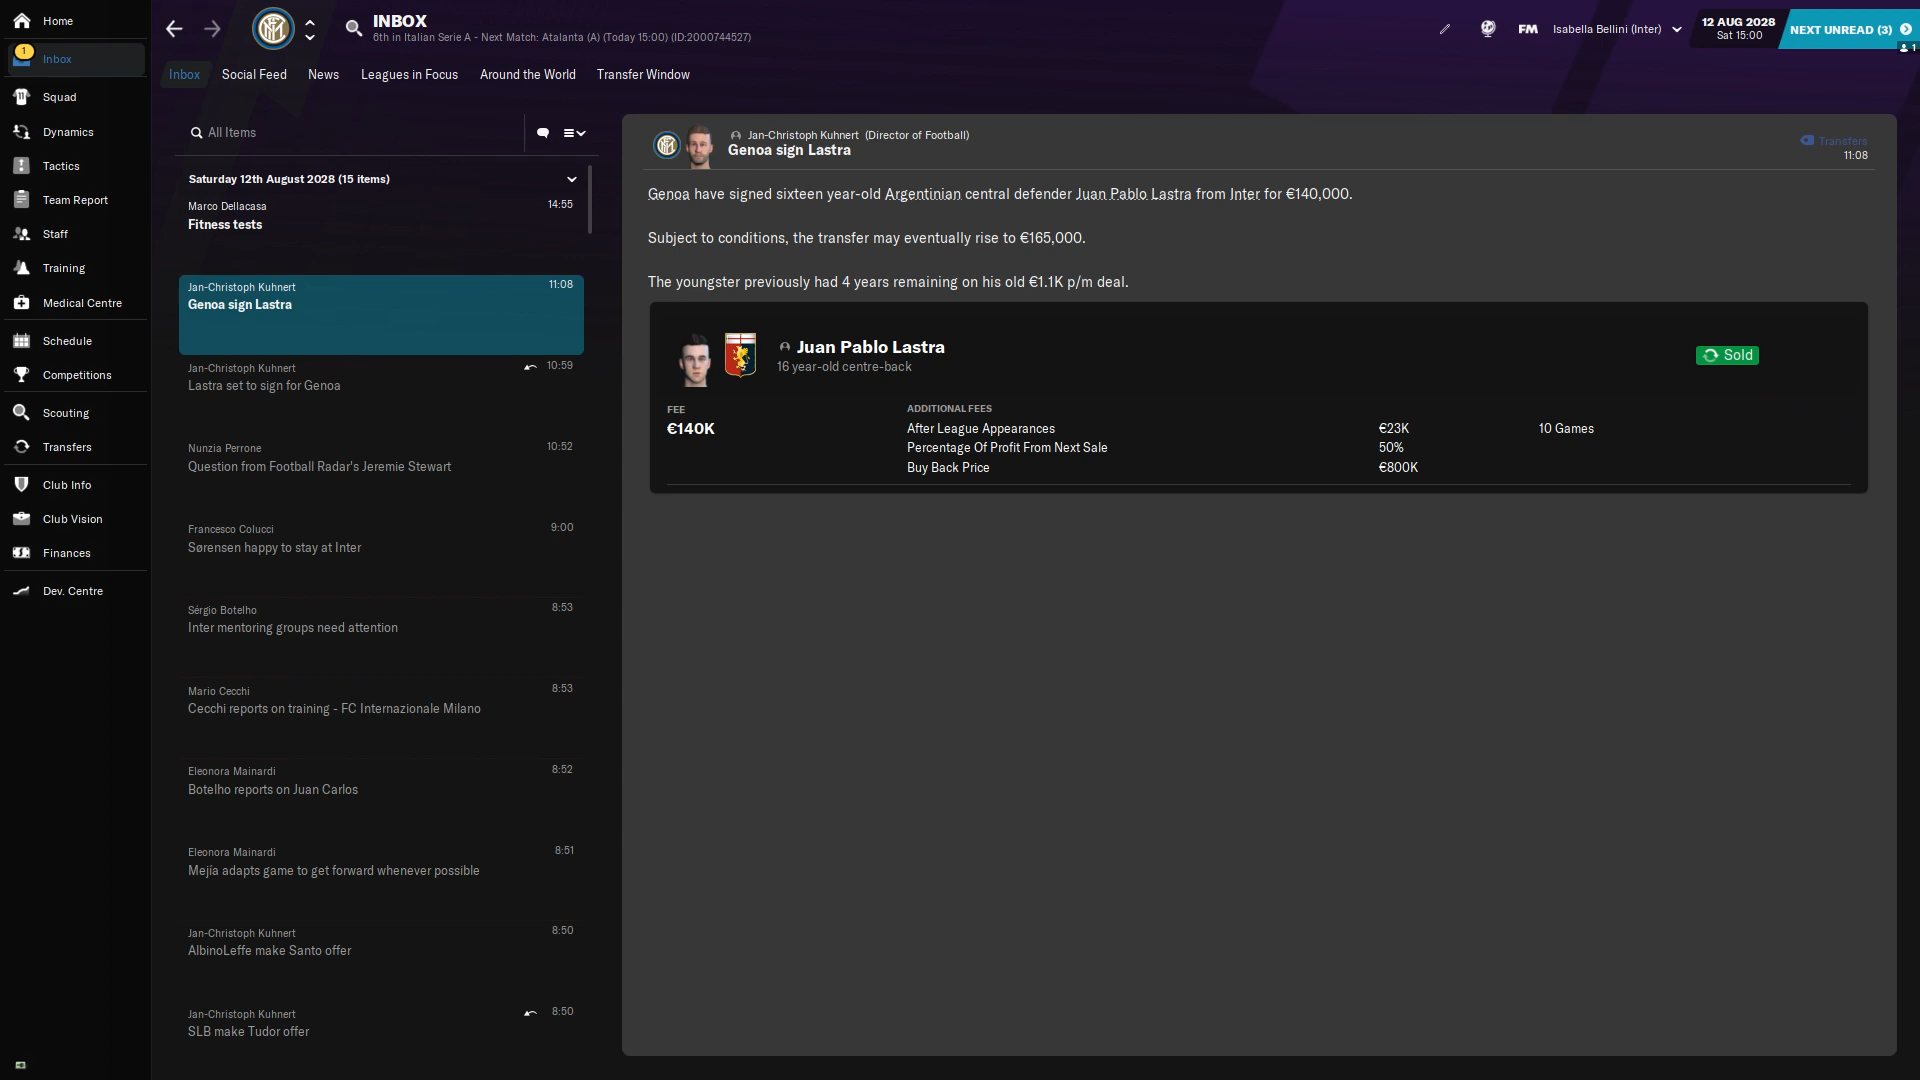 Home
1
Inbox
Squad
Dynamics
Tactics
Team Report
Staff
Training
Medical Centre
Schedule
Competitions
Scouting
Transfers
Club Info
Club Vision
Finances
Dev. Centre
INBOX
6th in Italian Serie A - Next Match: Atalanta (A) (Today 15:00) (ID:2000744527)
FM
Isabella Bellini (Inter)
12 AUG 2028
Sat 15:00
NEXT UNREAD (3)
1
Inbox
Social Feed
News
Leagues in Focus
Around the World
Transfer Window
All Items
Saturday 12th August 2028 (15 items)
Marco Dellacasa 14:55
Fitness tests
Jan-Christoph Kuhnert 11:08
Genoa sign Lastra
Jan-Christoph Kuhnert 10:59
Lastra set to sign for Genoa
Nunzia Perrone 10:52
Question from Football Radar's Jeremie Stewart
Francesco Colucci 9:00
Sørensen happy to stay at Inter
Sérgio Botelho 8:53
Inter mentoring groups need attention
Mario Cecchi 8:53
Cecchi reports on training - FC Internazionale Milano
Eleonora Mainardi 8:52
Botelho reports on Juan Carlos
Eleonora Mainardi 8:51
Mejía adapts game to get forward whenever possible
Jan-Christoph Kuhnert 8:50
AlbinoLeffe make Santo offer
Jan-Christoph Kuhnert 8:50
SLB make Tudor offer
Jan-Christoph Kuhnert (Director of Football)
Genoa sign Lastra
Transfers
11:08
Genoa have signed sixteen year-old Argentinian central defender Juan Pablo Lastra from Inter for €140,000.
Subject to conditions, the transfer may eventually rise to €165,000.
The youngster previously had 4 years remaining on his old €1.1K p/m deal.
Juan Pablo Lastra
16 year-old centre-back
Sold
FEE
€140K
ADDITIONAL FEES
After League Appearances €23K 10 Games
Percentage Of Profit From Next Sale 50%
Buy Back Price €800K